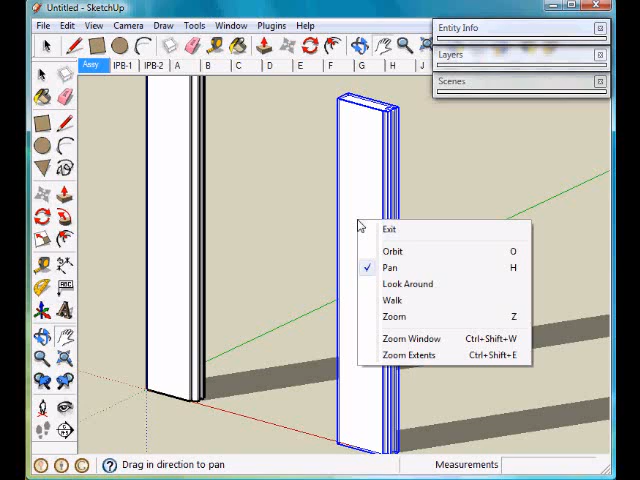 Untitled - SketchUp
File Edit View Camera Draw Tools Window Plugins Help
Entity Info
Layers
Scenes
Assy IPB-1 IPB-2 A B C D E F G H J
Exit
Orbit O
Pan H
Look Around
Walk
Zoom Z
Zoom Window Ctrl+Shift+W
Zoom Extents Ctrl+Shift+E
Drag in direction to pan
Measurements